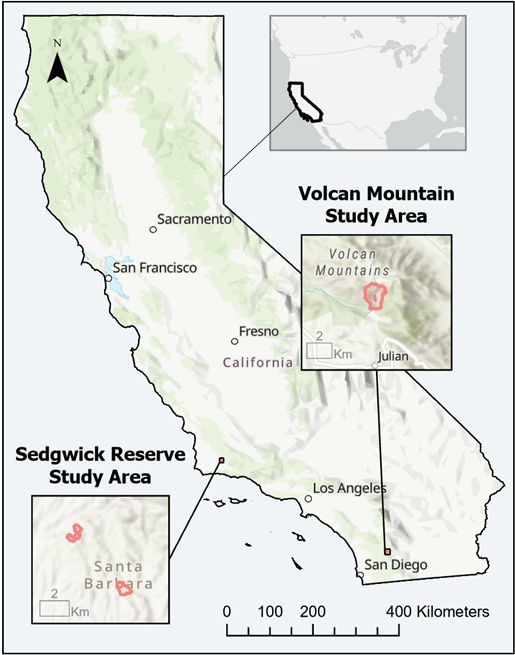 N
Volcan Mountain
Study Area
Volcan
Mountains
2
Km
Julian
Sacramento
San Francisco
Fresno
California
Sedgwick Reserve
Study Area
Santa
Barbara
2
Km
Los Angeles
San Diego
0 100 200 400 Kilometers